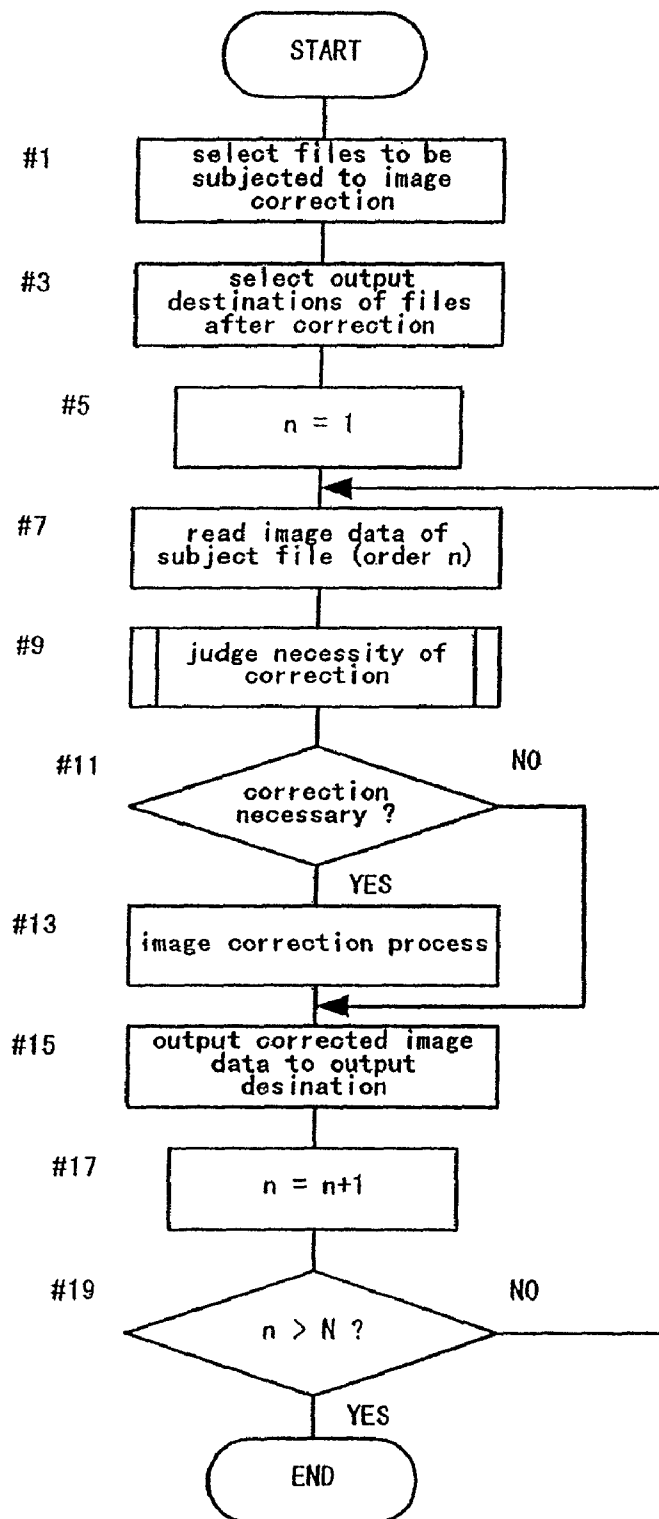 START
#1
select files to be
subjected to image
correction
#3
select output
destinations of files
after correction
#5
n = 1
#7
read image data of
subject file (order n)
#9
judge necessity of
correction
#11
NO
correction
necessary ?
YES
#13
image correction process
#15
output corrected image
data to output
desination
#17
n = n+1
#19
NO
n > N ?
YES
END